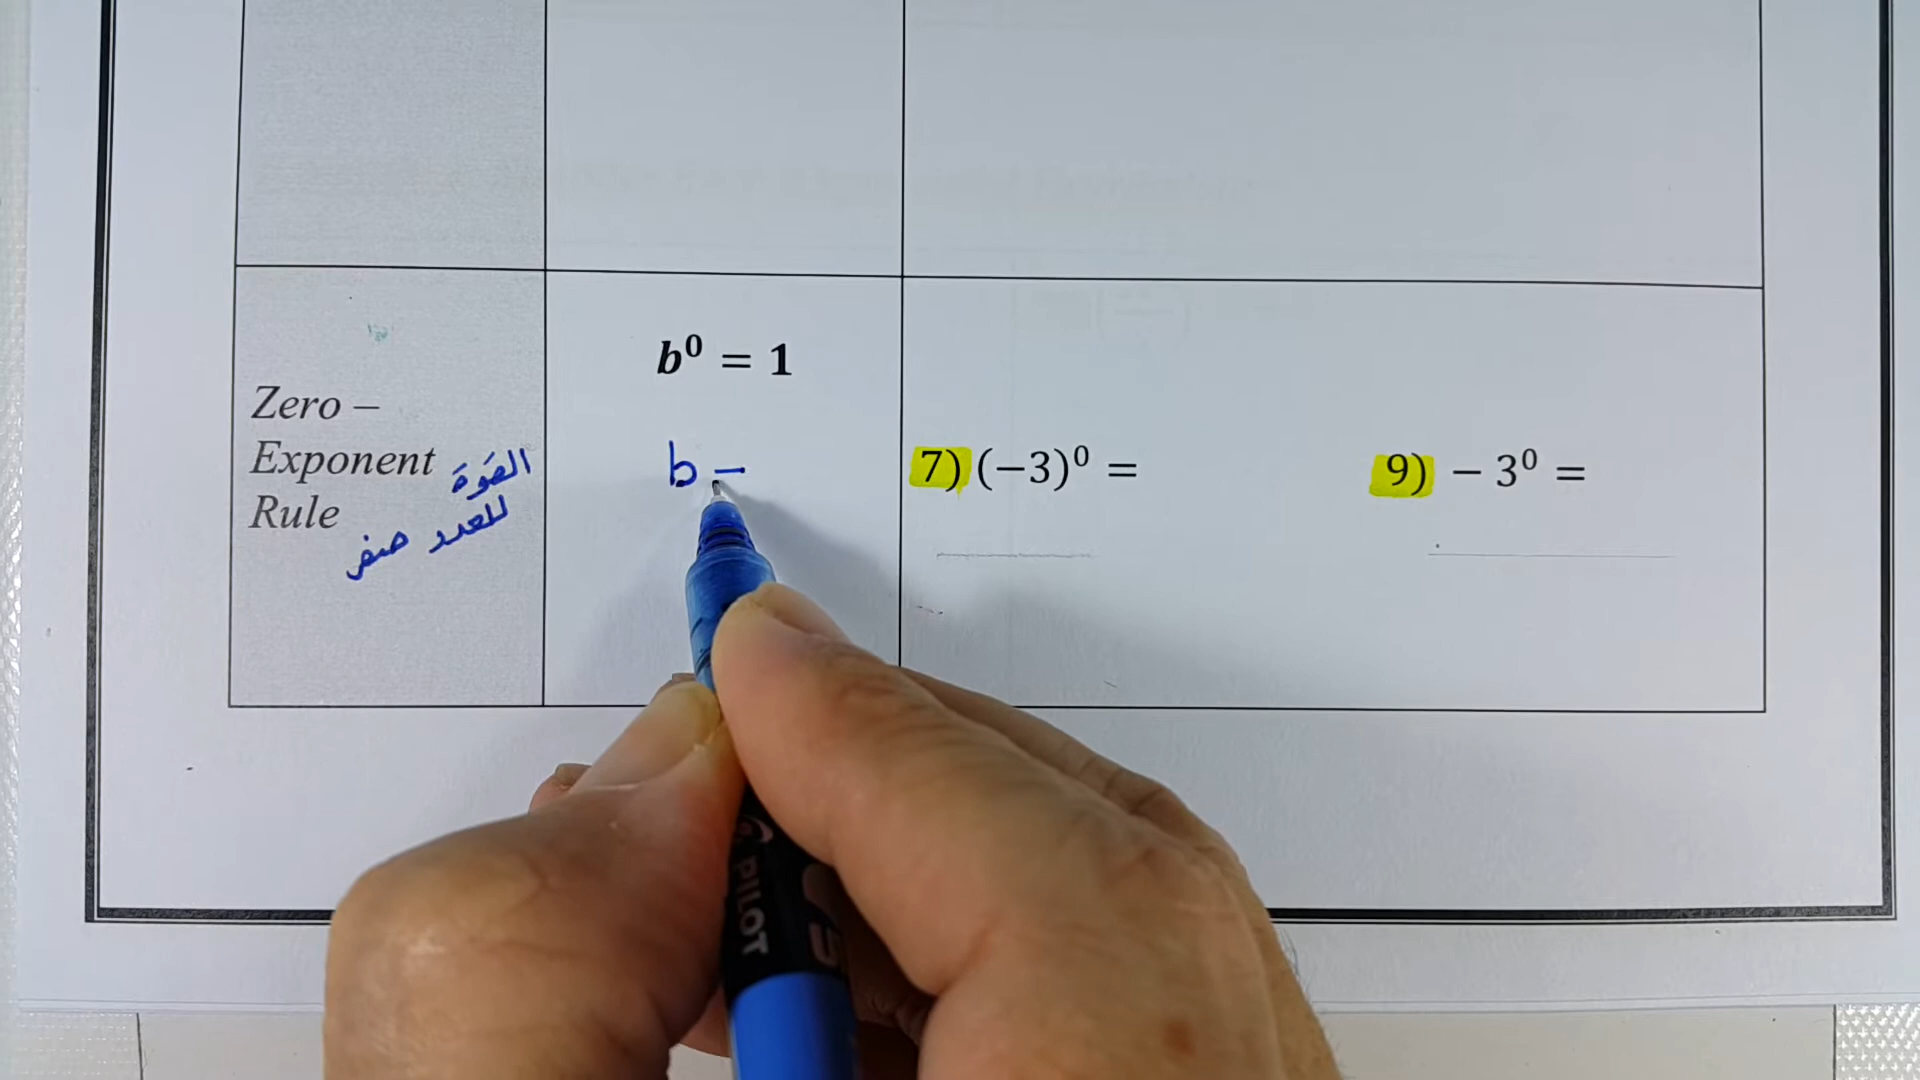 Zero –
Exponent
Rule
القوة
للعدد صفر
b⁰ = 1
b –
7) (−3)⁰ =
9) − 3⁰ =
PILOT